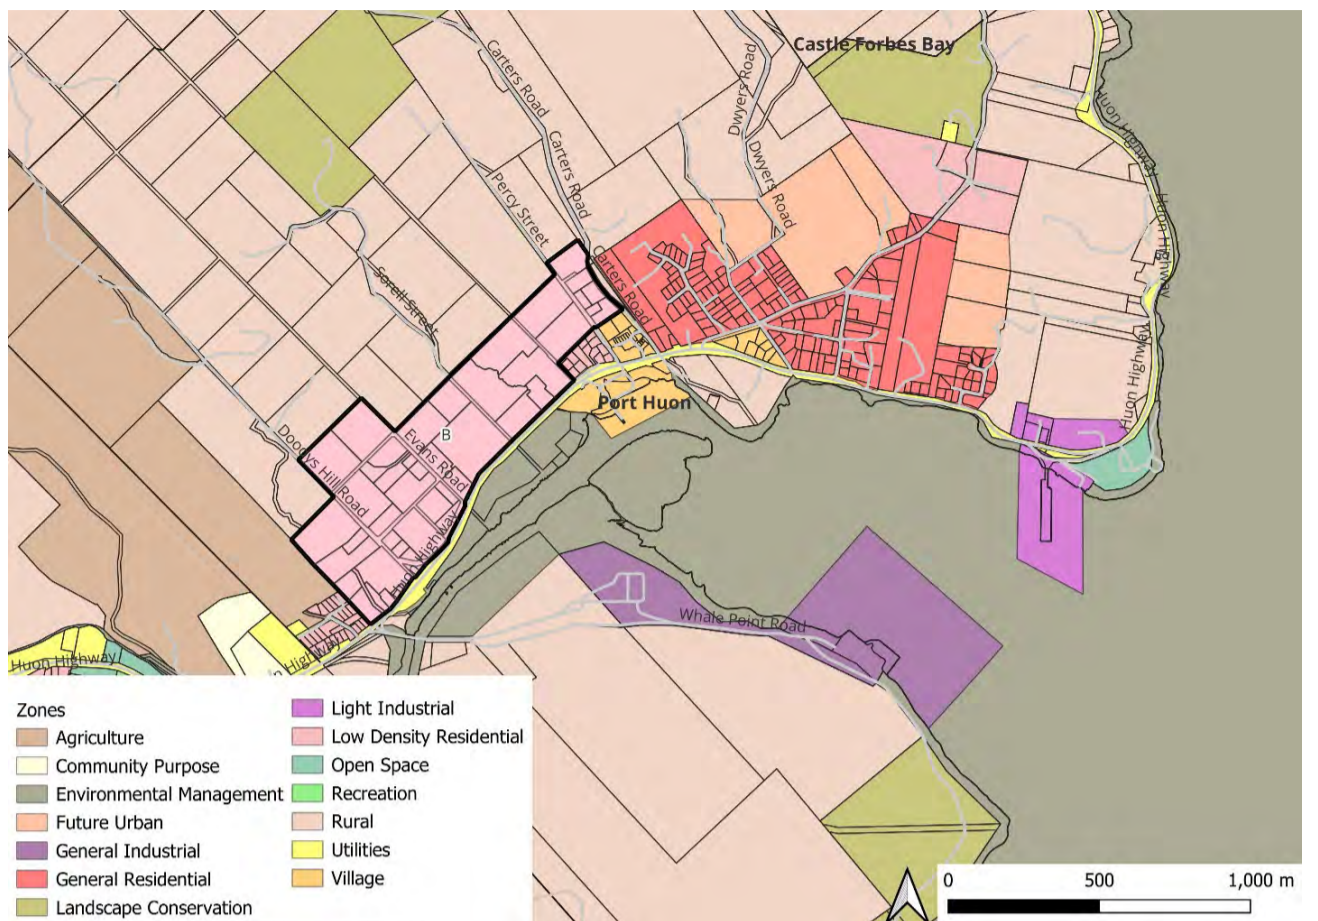 Castle Forbes Bay
Carters Road
Dwyers Road
Huon Highway
Carters Road
Dwyers Road
Percy Street
Huon Highway
Carters Road
Sorell Street
Huon Highway
Port Huon
B
Evans Road
Doodys Hill Road
Huon Highway
Whale Point Road
Huon Highway
n Highway
Zones
Agriculture
Community Purpose
Environmental Management
Future Urban
General Industrial
General Residential
Landscape Conservation
Light Industrial
Low Density Residential
Open Space
Recreation
Rural
Utilities
Village
0 500 1,000 m